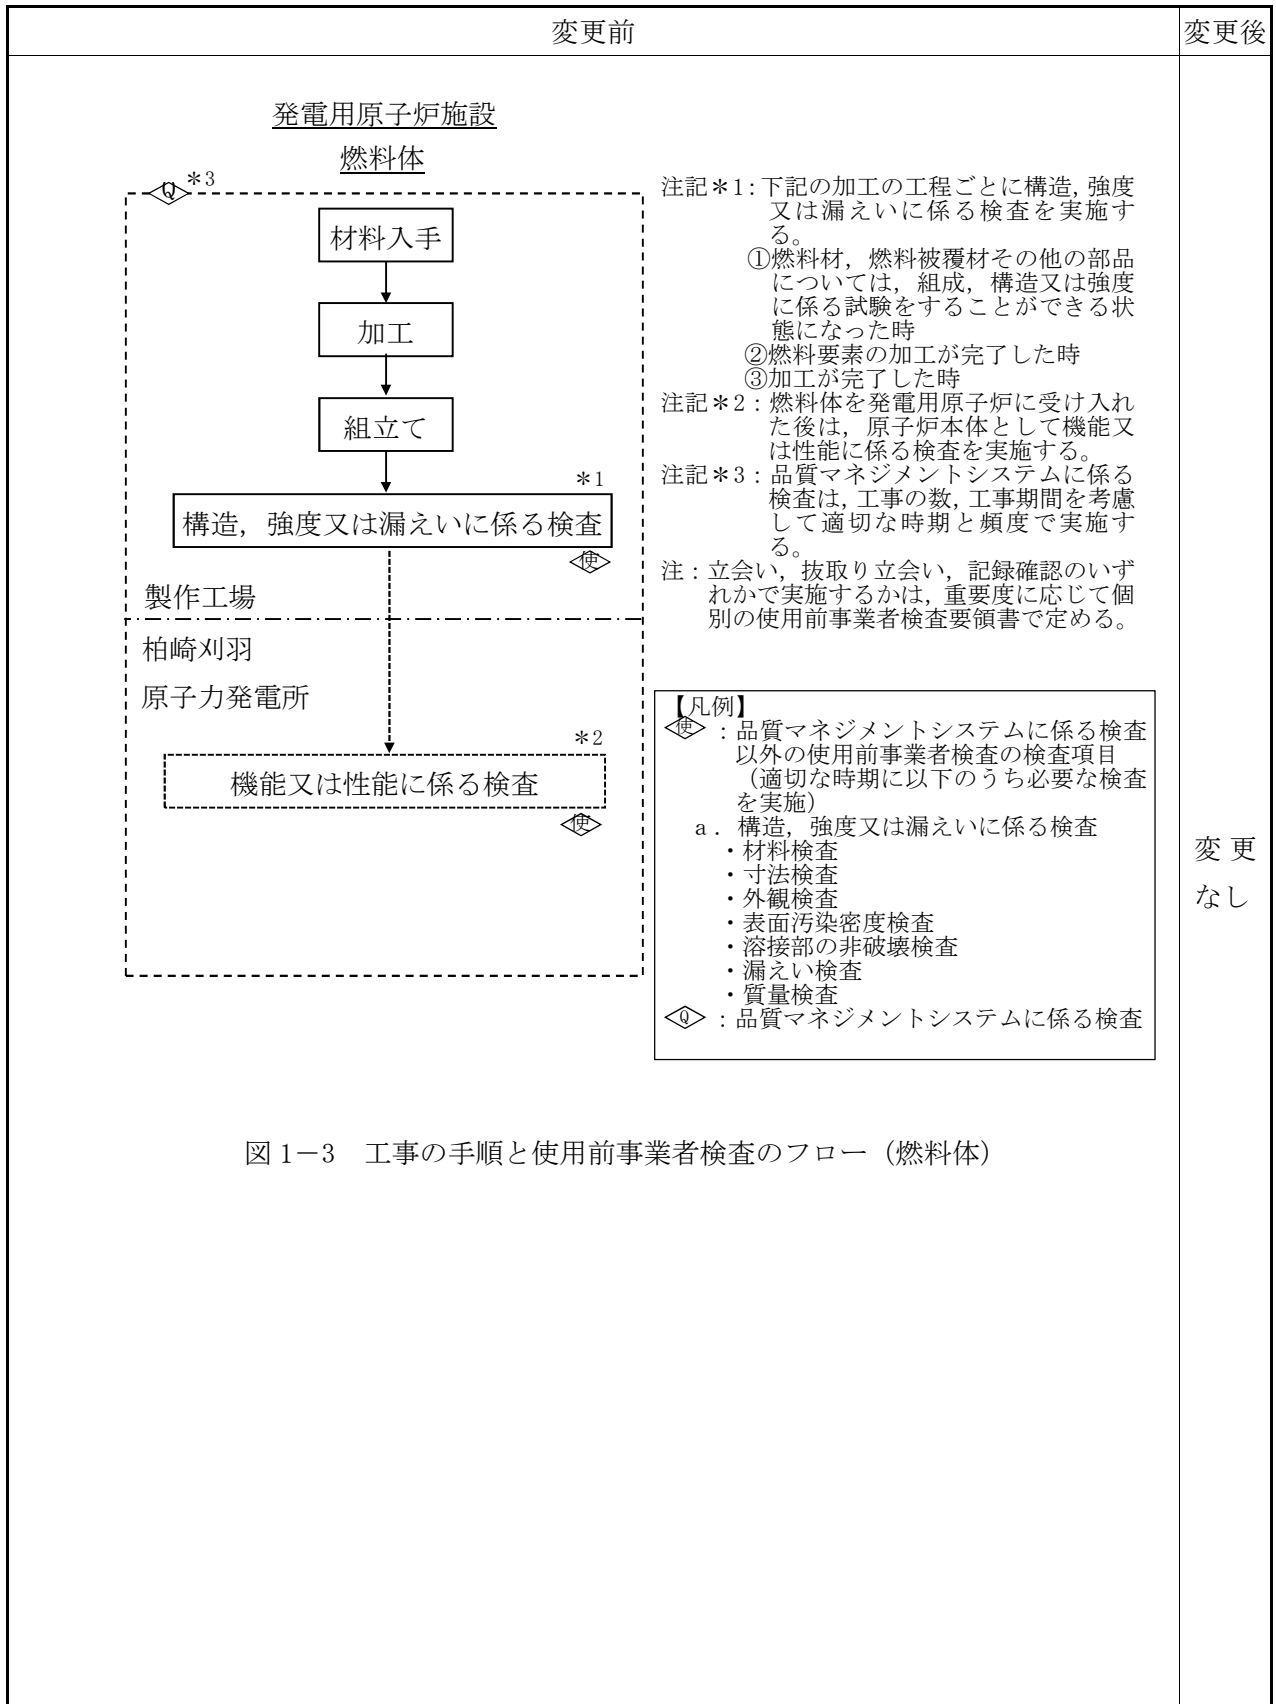 変更前
変更後
発電用原子炉施設
燃料体
Q
＊3
材料入手
加工
組立て
＊1
構造，強度又は漏えいに係る検査
使
製作工場
柏崎刈羽
原子力発電所
＊2
機能又は性能に係る検査
使
注記＊1：下記の加工の工程ごとに構造，強度
又は漏えいに係る検査を実施す
る。
①燃料材，燃料被覆材その他の部品
については，組成，構造又は強度
に係る試験をすることができる状
態になった時
②燃料要素の加工が完了した時
③加工が完了した時
注記＊2：燃料体を発電用原子炉に受け入れ
た後は，原子炉本体として機能又
は性能に係る検査を実施する。
注記＊3：品質マネジメントシステムに係る
検査は，工事の数，工事期間を考慮
して適切な時期と頻度で実施す
る。
注：立会い，抜取り立会い，記録確認のいず
れかで実施するかは，重要度に応じて個
別の使用前事業者検査要領書で定める。
【凡例】
使：品質マネジメントシステムに係る検査
以外の使用前事業者検査の検査項目
（適切な時期に以下のうち必要な検査
を実施）
a．構造，強度又は漏えいに係る検査
・材料検査
・寸法検査
・外観検査
・表面汚染密度検査
・溶接部の非破壊検査
・漏えい検査
・質量検査
Q：品質マネジメントシステムに係る検査
変更
なし
図1－3　工事の手順と使用前事業者検査のフロー（燃料体）